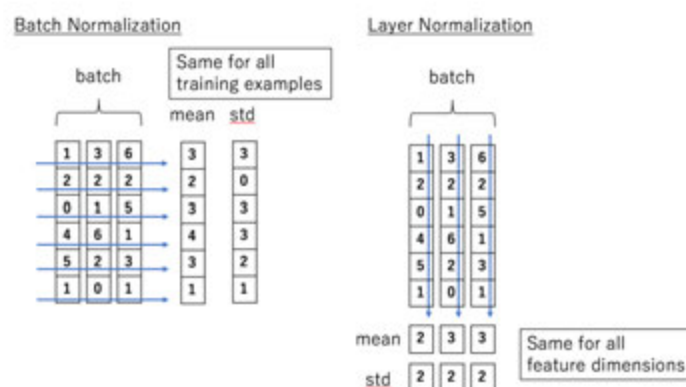 Batch Normalization
Same for all
training examples
batch
mean std
1 3 6 3 3
2 2 2 2 0
0 1 5 3 3
4 6 1 4 3
5 2 3 3 2
1 0 1 1 1
Layer Normalization
batch
1 3 6
2 2 2
0 1 5
4 6 1
5 2 3
1 0 1
mean 2 3 3
std 2 2 2
Same for all
feature dimensions